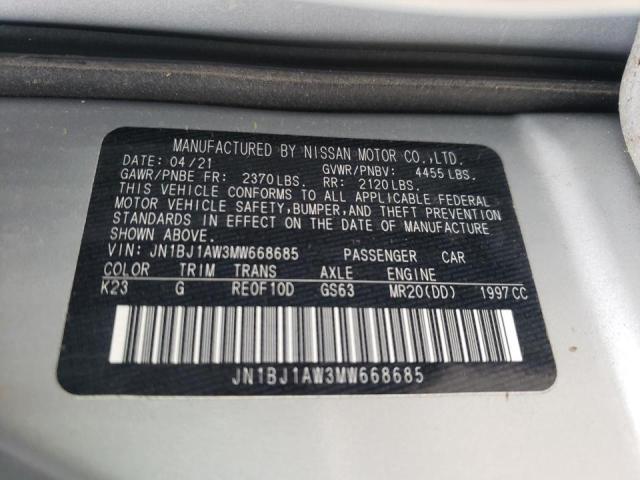 MANUFACTURED BY NISSAN MOTOR CO.,LTD.
DATE: 04/21 GVWR/PNBV: 4455 LBS.
GAWR/PNBE FR: 2370 LBS. RR: 2120 LBS.
THIS VEHICLE CONFORMS TO ALL APPLICABLE FEDERAL
MOTOR VEHICLE SAFETY, BUMPER, AND THEFT PREVENTION
STANDARDS IN EFFECT ON THE DATE OF MANUFACTURE
SHOWN ABOVE.
VIN: JN1BJ1AW3MW668685 PASSENGER CAR
COLOR TRIM TRANS AXLE ENGINE
K23 G RE0F10D GS63 MR20(DD) 1997CC
JN1BJ1AW3MW668685